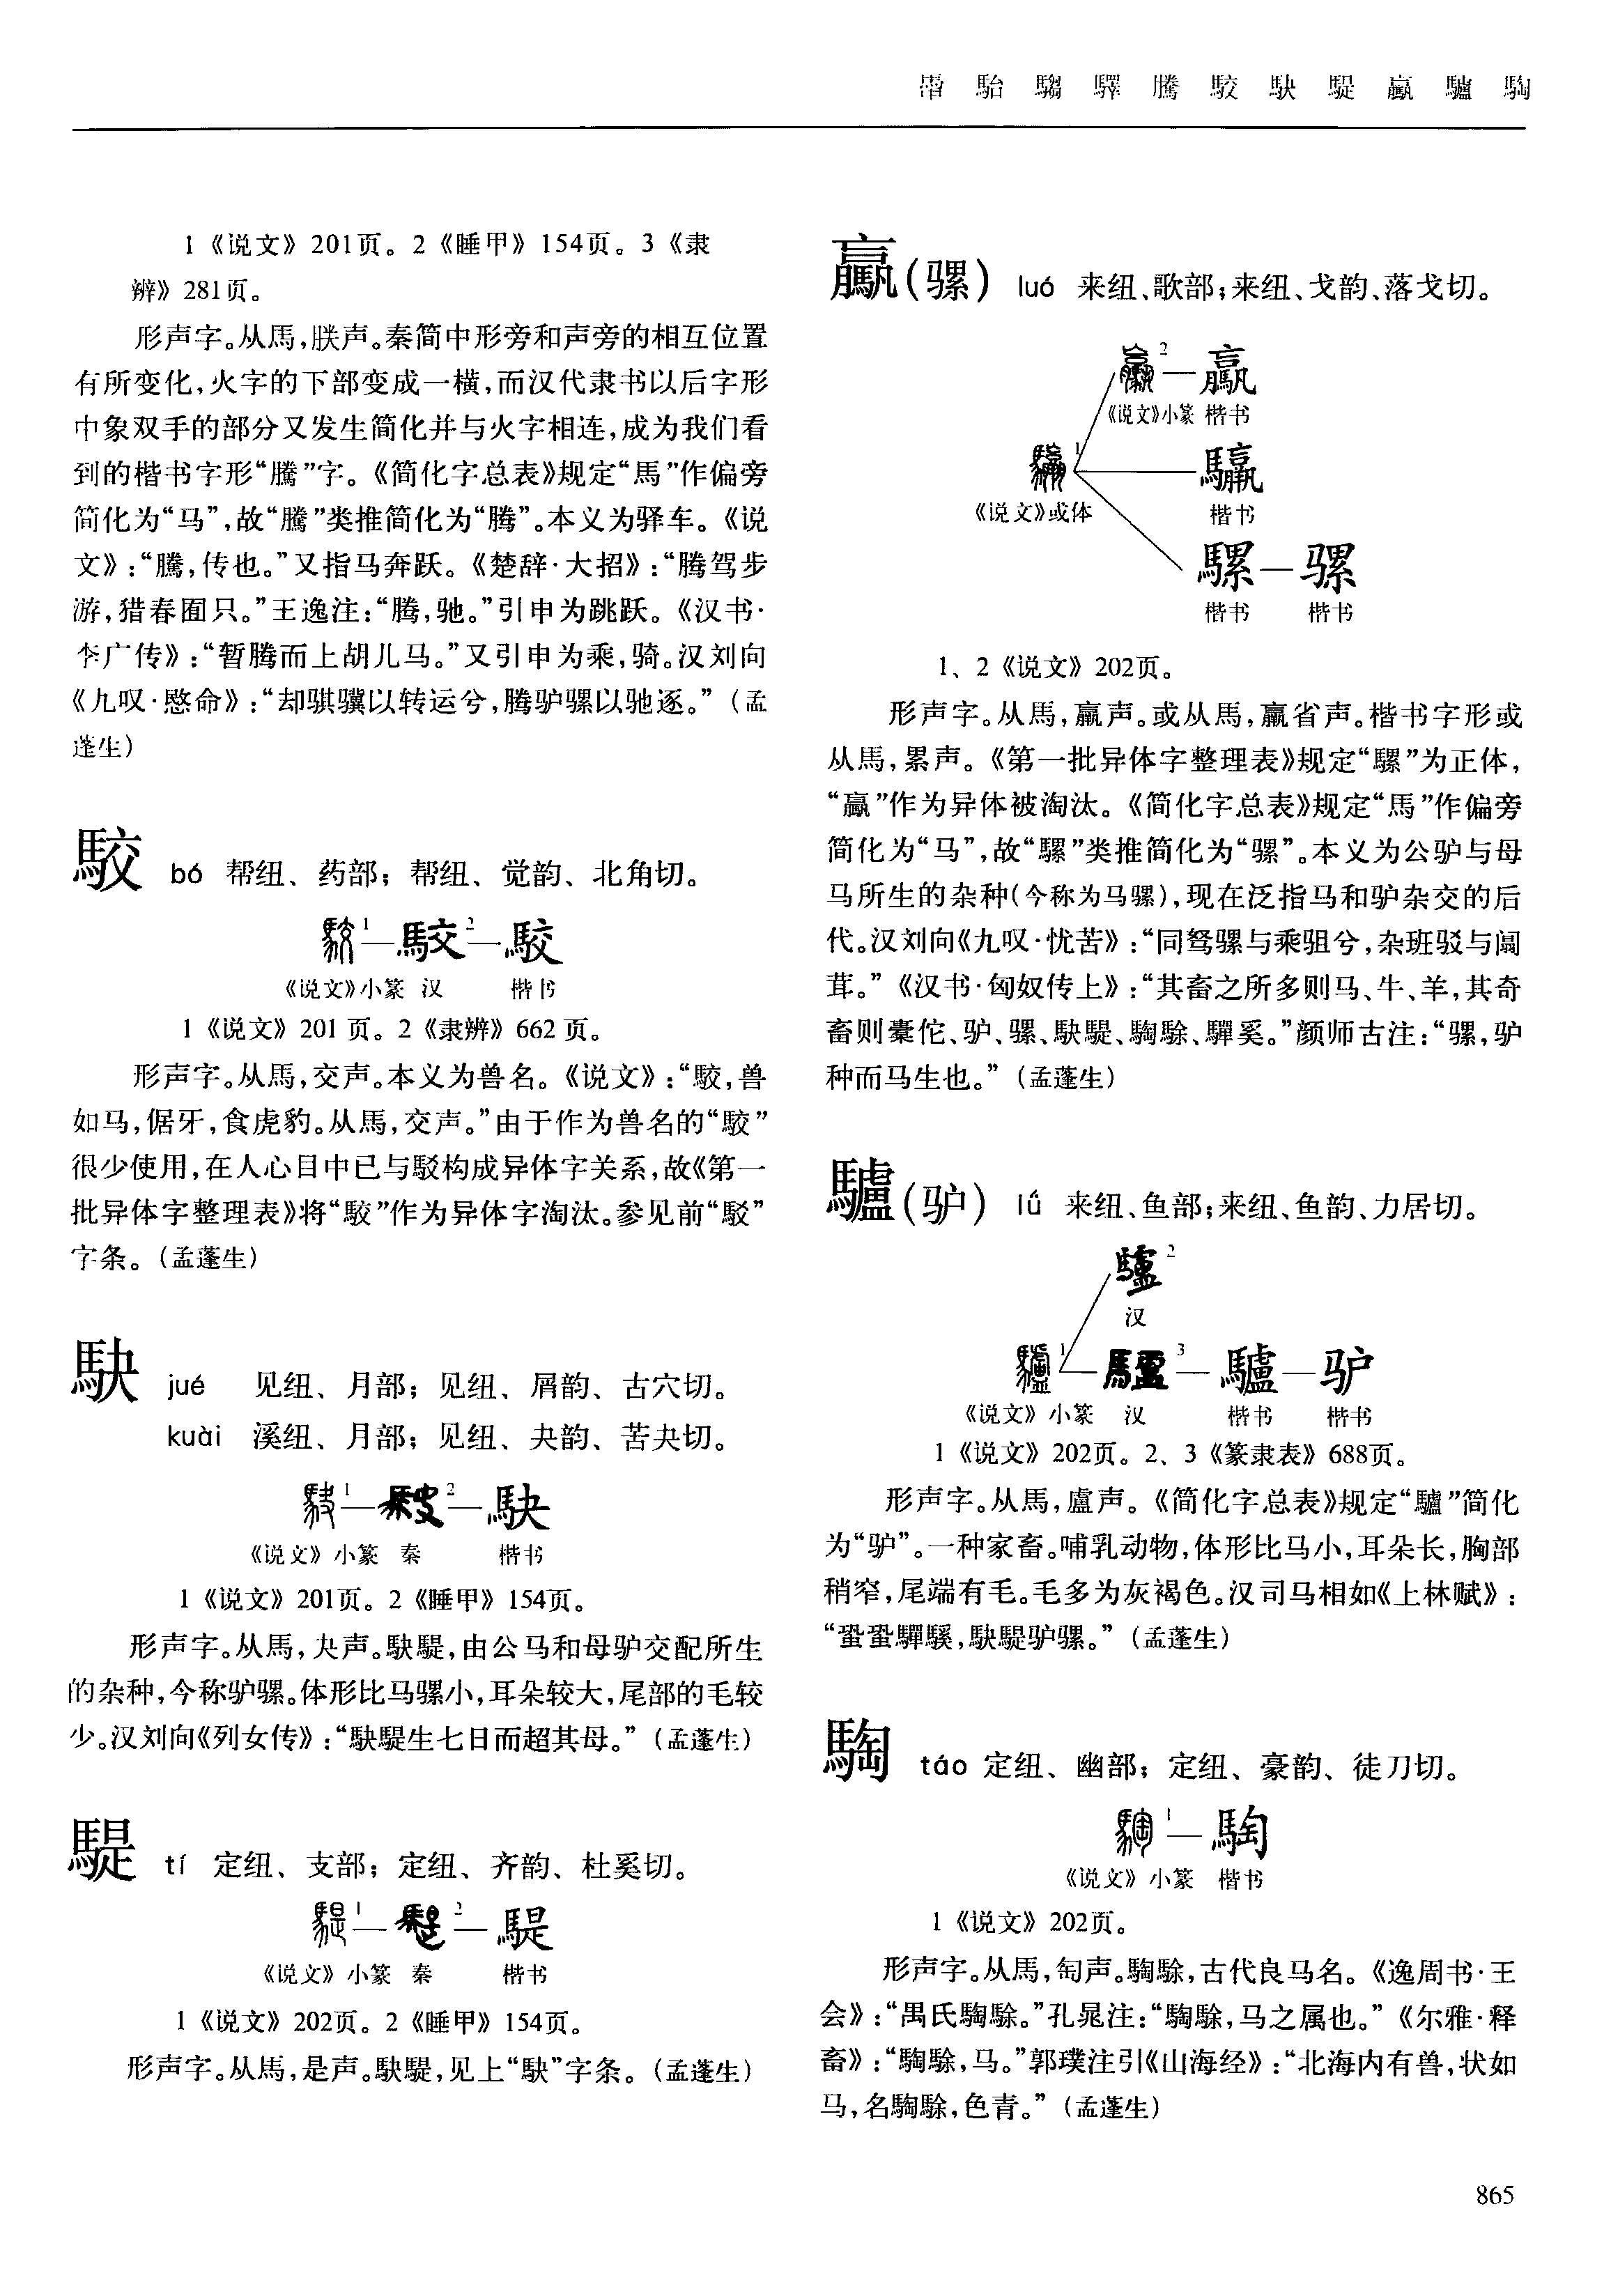 馽 駘 騶 驛 騰 駮 駃 騠 驘 驢 騊
1《说文》201页。2《睡甲》154页。3《隶
辨》281页。
形声字。从馬,朕声。秦简中形旁和声旁的相互位置
有所变化,火字的下部变成一横,而汉代隶书以后字形
中象双手的部分又发生简化并与火字相连,成为我们看
到的楷书字形“騰”字。《简化字总表》规定“馬”作偏旁
简化为“马”,故“騰”类推简化为“腾”。本义为驿车。《说
文》:“騰,传也。”又指马奔跃。《楚辞·大招》:“腾驾步
游,猎春囿只。”王逸注:“腾,驰。”引申为跳跃。《汉书·
李广传》:“暂腾而上胡儿马。”又引申为乘,骑。汉刘向
《九叹·愍命》:“却骐骥以转运兮,腾驴骡以驰逐。”(孟
蓬生)
駮 bó 帮纽、药部;帮纽、觉韵、北角切。
駮1—駮2—駮
《说文》小篆 汉 楷书
1《说文》201页。2《隶辨》662页。
形声字。从馬,交声。本义为兽名。《说文》:“駮,兽
如马,倨牙,食虎豹。从馬,交声。”由于作为兽名的“駮”
很少使用,在人心目中已与駁构成异体字关系,故《第一
批异体字整理表》将“駮”作为异体字淘汰。参见前“駁”
字条。(孟蓬生)
駃 jué 见纽、月部;见纽、屑韵、古穴切。
kuài 溪纽、月部;见纽、夬韵、苦夬切。
駃1—駃2—駃
《说文》小篆 秦 楷书
1《说文》201页。2《睡甲》154页。
形声字。从馬,夬声。駃騠,由公马和母驴交配所生
的杂种,今称驴骡。体形比马骡小,耳朵较大,尾部的毛较
少。汉刘向《列女传》:“駃騠生七日而超其母。”(孟蓬生)
騠 tí 定纽、支部;定纽、齐韵、杜奚切。
騠1—騠2—騠
《说文》小篆 秦 楷书
1《说文》202页。2《睡甲》154页。
形声字。从馬,是声。駃騠,见上“駃”字条。(孟蓬生)
驘(骡) luó 来纽、歌部;来纽、戈韵、落戈切。
驘2—驘
《说文》小篆 楷书
1
《说文》或体 楷书
騾—骡
楷书 楷书
1、2《说文》202页。
形声字。从馬,𣎆声。或从馬,羸省声。楷书字形或
从馬,累声。《第一批异体字整理表》规定“騾”为正体,
“驘”作为异体被淘汰。《简化字总表》规定“馬”作偏旁
简化为“马”,故“騾”类推简化为“骡”。本义为公驴与母
马所生的杂种(今称为马骡),现在泛指马和驴杂交的后
代。汉刘向《九叹·忧苦》:“同驽骡与乘驵兮,杂班驳与阘
茸。”《汉书·匈奴传上》:“其畜之所多则马、牛、羊,其奇
畜则橐佗、驴、骡、駃騠、騊駼、驒奚。”颜师古注:“骡,驴
种而马生也。”(孟蓬生)
驢(驴) lǘ 来纽、鱼部;来纽、鱼韵、力居切。
驢2
汉
驢1—驢3—驢—驴
《说文》小篆 汉 楷书 楷书
1《说文》202页。2、3《篆隶表》688页。
形声字。从馬,盧声。《简化字总表》规定“驢”简化
为“驴”。一种家畜。哺乳动物,体形比马小,耳朵长,胸部
稍窄,尾端有毛。毛多为灰褐色。汉司马相如《上林赋》:
“蛩蛩驒騱,駃騠驴骡。”(孟蓬生)
騊 táo 定纽、幽部;定纽、豪韵、徒刀切。
騊1—騊
《说文》小篆 楷书
1《说文》202页。
形声字。从馬,匋声。騊駼,古代良马名。《逸周书·王
会》:“禺氏騊駼。”孔晁注:“騊駼,马之属也。”《尔雅·释
畜》:“騊駼,马。”郭璞注引《山海经》:“北海内有兽,状如
马,名騊駼,色青。”(孟蓬生)
865